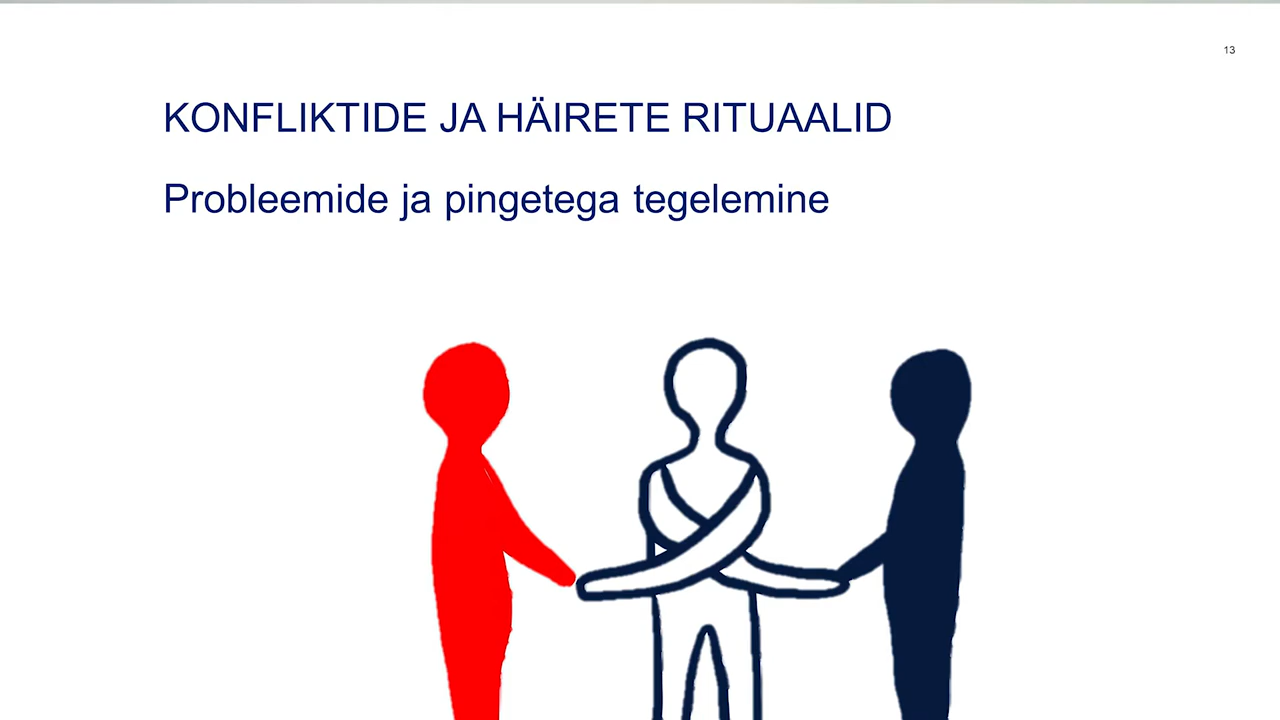 13
KONFLIKTIDE JA HÄIRETE RITUAALID
Probleemide ja pingetega tegelemine